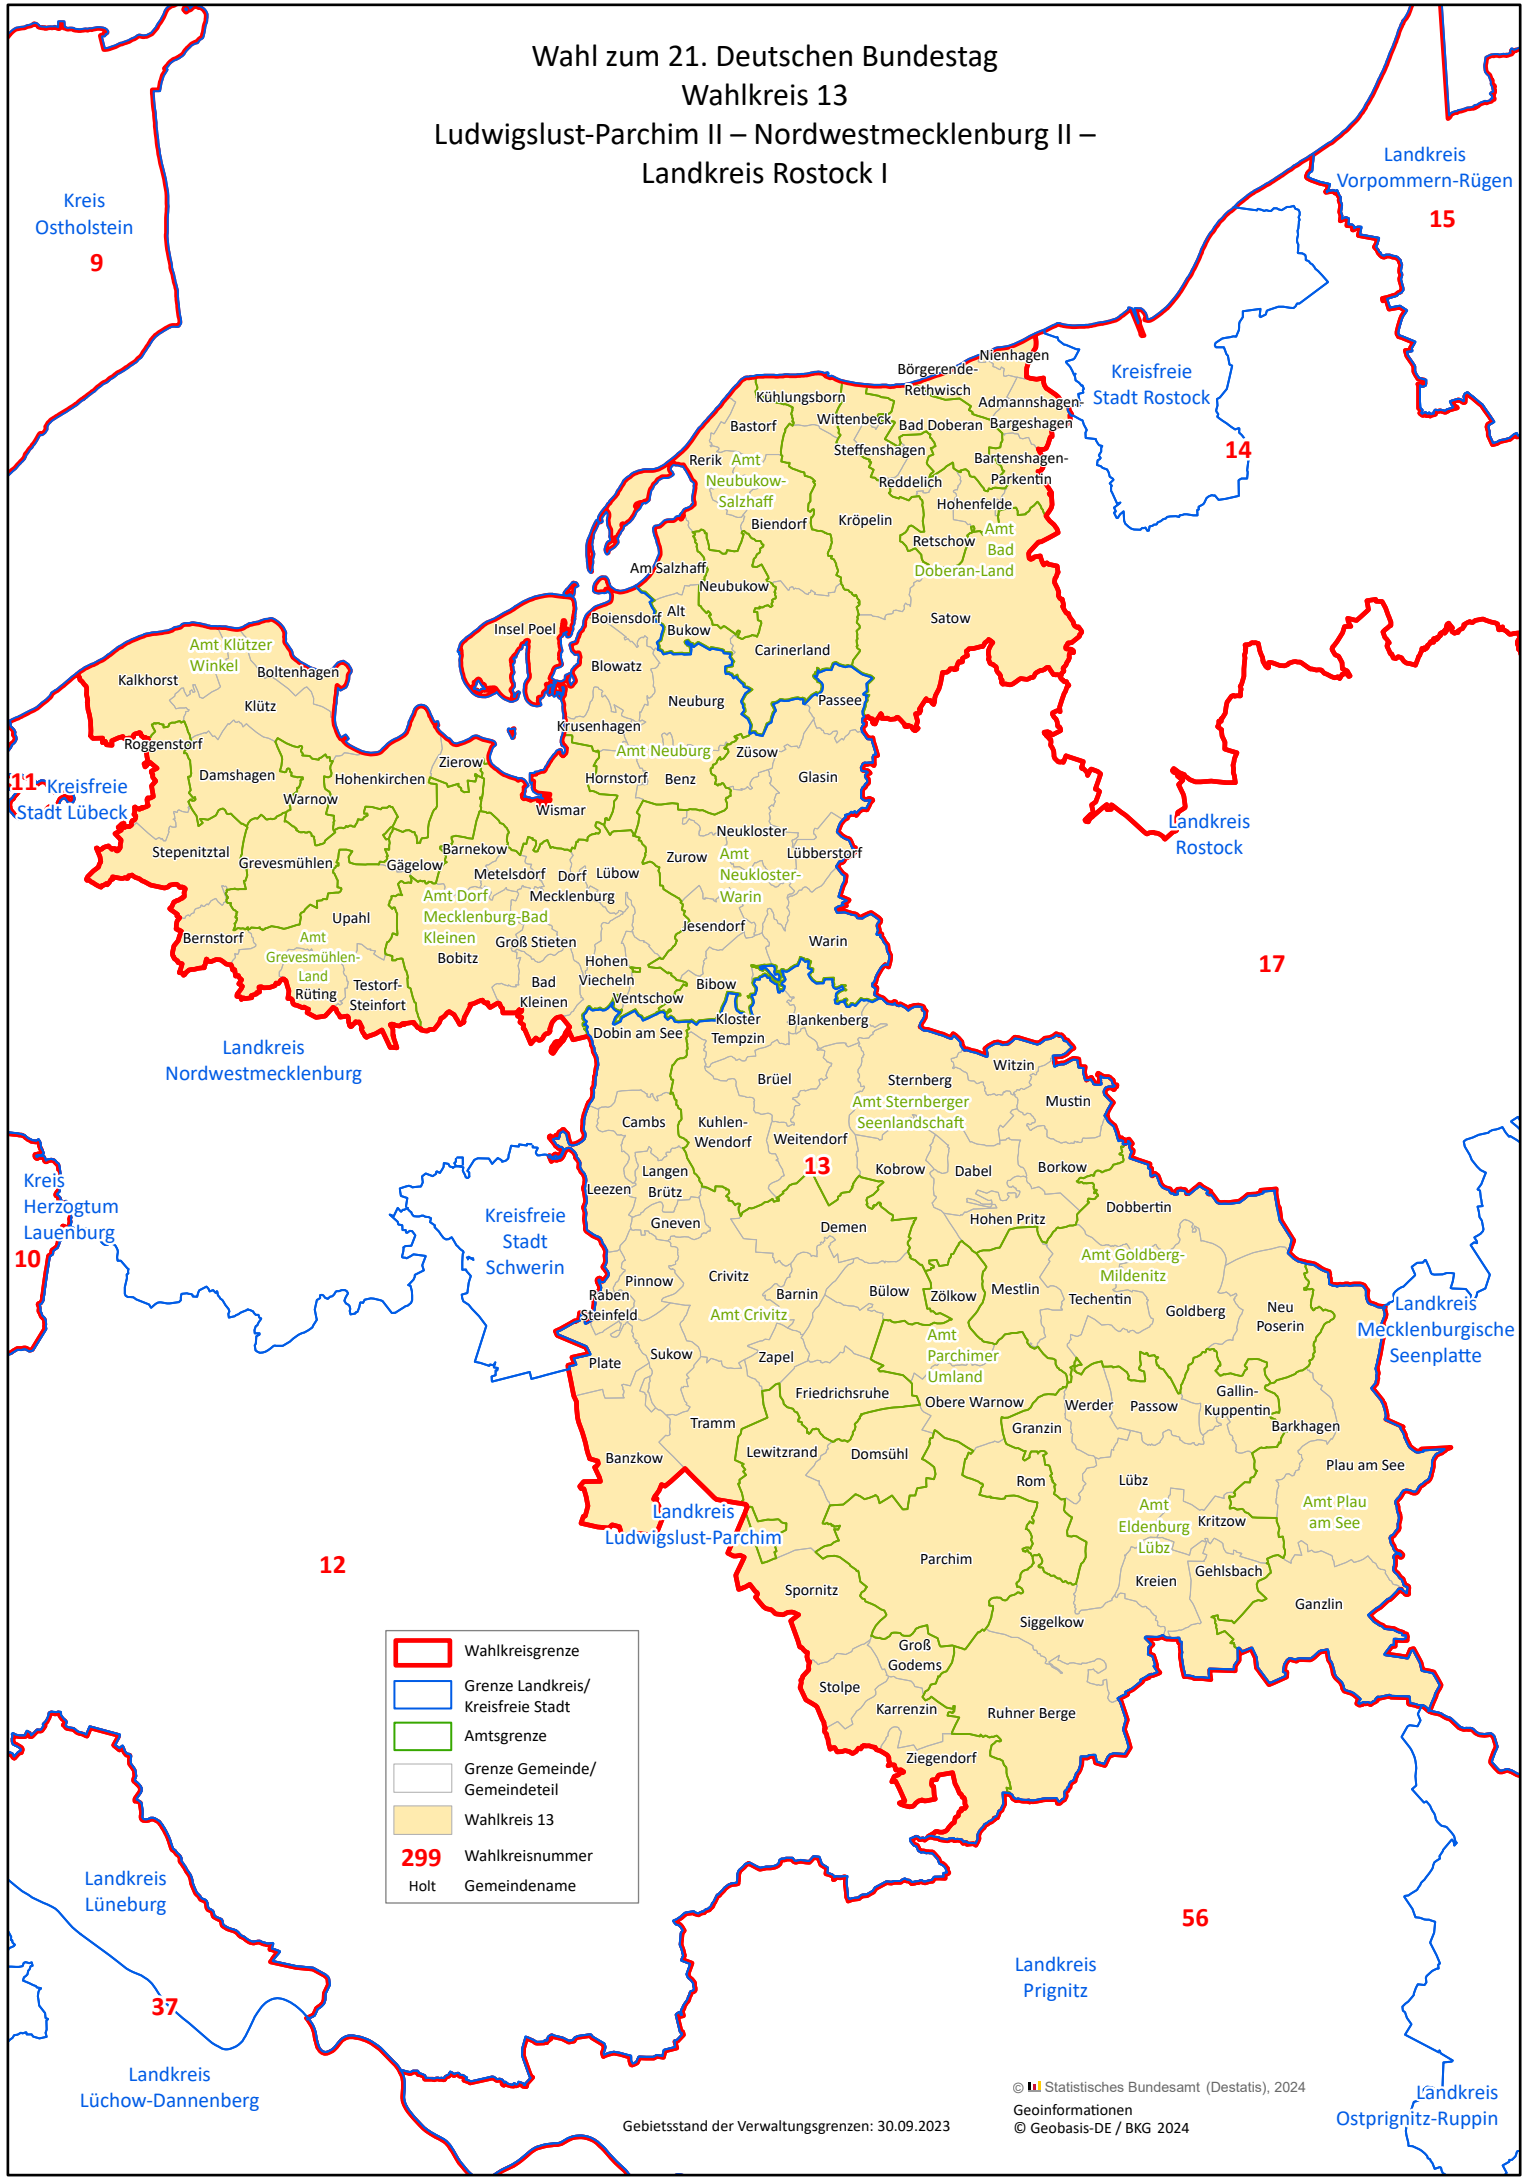 Wahl zum 21. Deutschen Bundestag
Wahlkreis 13
Ludwigslust-Parchim II – Nordwestmecklenburg II –
Landkreis Rostock I
Kreis
Ostholstein
9
Landkreis
Vorpommern-Rügen
15
Kreisfreie
Stadt Rostock
14
Nienhagen
Börgerende-
Rethwisch
Kühlungsborn
Admannshagen-
Bargeshagen
Wittenbeck
Bad Doberan
Bastorf
Steffenshagen
Bartenshagen-
Parkentin
Rerik
Amt
Neubukow-
Salzhaff
Reddelich
Hohenfelde
Biendorf
Kröpelin
Retschow
Amt
Bad
Doberan-Land
Am Salzhaff
Neubukow
Insel Poel
Boiensdorf
Alt
Bukow
Satow
Carinerland
Blowatz
Neuburg
Passee
Amt Klützer
Winkel
Boltenhagen
Kalkhorst
Klütz
Krusenhagen
Amt Neuburg
Züsow
Glasin
Roggenstorf
Damshagen
Hohenkirchen
Zierow
Hornstorf
Benz
Warnow
Wismar
11
Kreisfreie
Stadt Lübeck
Landkreis
Rostock
Neukloster
Lübberstorf
Stepenitztal
Grevesmühlen
Barnekow
Gägelow
Metelsdorf
Dorf
Mecklenburg
Lübow
Zurow
Amt
Neukloster-
Warin
Amt Dorf
Mecklenburg-Bad
Kleinen
Upahl
Jesendorf
Warin
Bernstorf
Amt
Grevesmühlen-
Land
Groß Stieten
Bobitz
Hohen
Viecheln
17
Rüting
Testorf-
Steinfort
Bad
Kleinen
Ventschow
Bibow
Landkreis
Nordwestmecklenburg
Dobin am See
Kloster
Tempzin
Blankenberg
Brüel
Sternberg
Witzin
Amt Sternberger
Seenlandschaft
Mustin
Cambs
Kuhlen-
Wendorf
Weitendorf
13
Langen
Brütz
Leezen
Kobrow
Dabel
Borkow
Kreis
Herzogtum
Lauenburg
10
Kreisfreie
Stadt
Schwerin
Gneven
Demen
Hohen Pritz
Dobbertin
Amt Goldberg-
Mildenitz
Pinnow
Crivitz
Barnin
Bülow
Zölkow
Mestlin
Techentin
Goldberg
Neu
Poserin
Raben
Steinfeld
Amt Crivitz
Landkreis
Mecklenburgische
Seenplatte
Amt
Parchimer
Umland
Plate
Sukow
Zapel
Friedrichsruhe
Obere Warnow
Werder
Passow
Gallin-
Kuppentin
Barkhagen
Tramm
Granzin
Banzkow
Lewitzrand
Domsühl
Rom
Lübz
Plau am See
Amt Plau
am See
Landkreis
Ludwigslust-Parchim
Amt
Eldenburg
Lübz
Kritzow
Parchim
Kreien
Gehlsbach
Ganzlin
12
Spornitz
Siggelkow
Groß
Godems
Stolpe
Karrenzin
Ruhner Berge
Ziegendorf
Wahlkreisgrenze
Grenze Landkreis/
Kreisfreie Stadt
Amtsgrenze
Grenze Gemeinde/
Gemeindeteil
Wahlkreis 13
299 Wahlkreisnummer
Holt Gemeindename
Landkreis
Lüneburg
37
Landkreis
Lüchow-Dannenberg
56
Landkreis
Prignitz
Landkreis
Ostprignitz-Ruppin
Gebietsstand der Verwaltungsgrenzen: 30.09.2023
© Statistisches Bundesamt (Destatis), 2024
Geoinformationen
© Geobasis-DE / BKG 2024